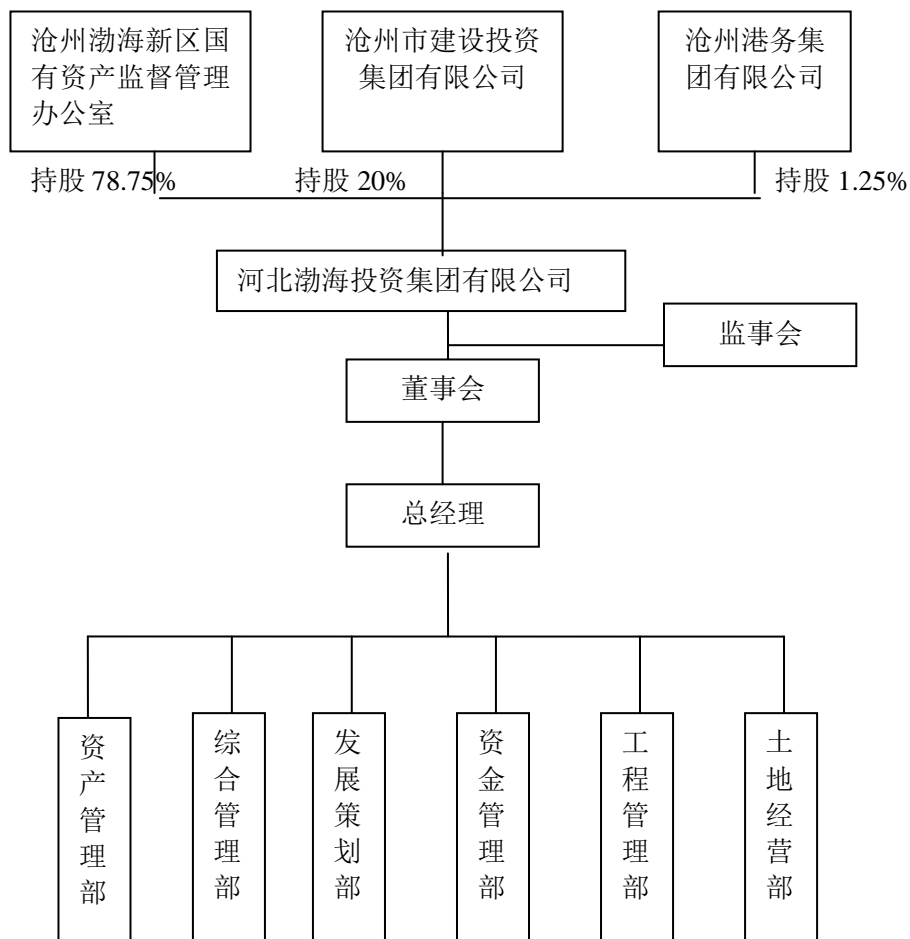 沧州渤海新区国
有资产监督管理
办公室
沧州市建设投资
集团有限公司
沧州港务集
团有限公司
持股 78.75%
持股 20%
持股 1.25%
河北渤海投资集团有限公司
监事会
董事会
总经理
资产管理部
综合管理部
发展策划部
资金管理部
工程管理部
土地经营部